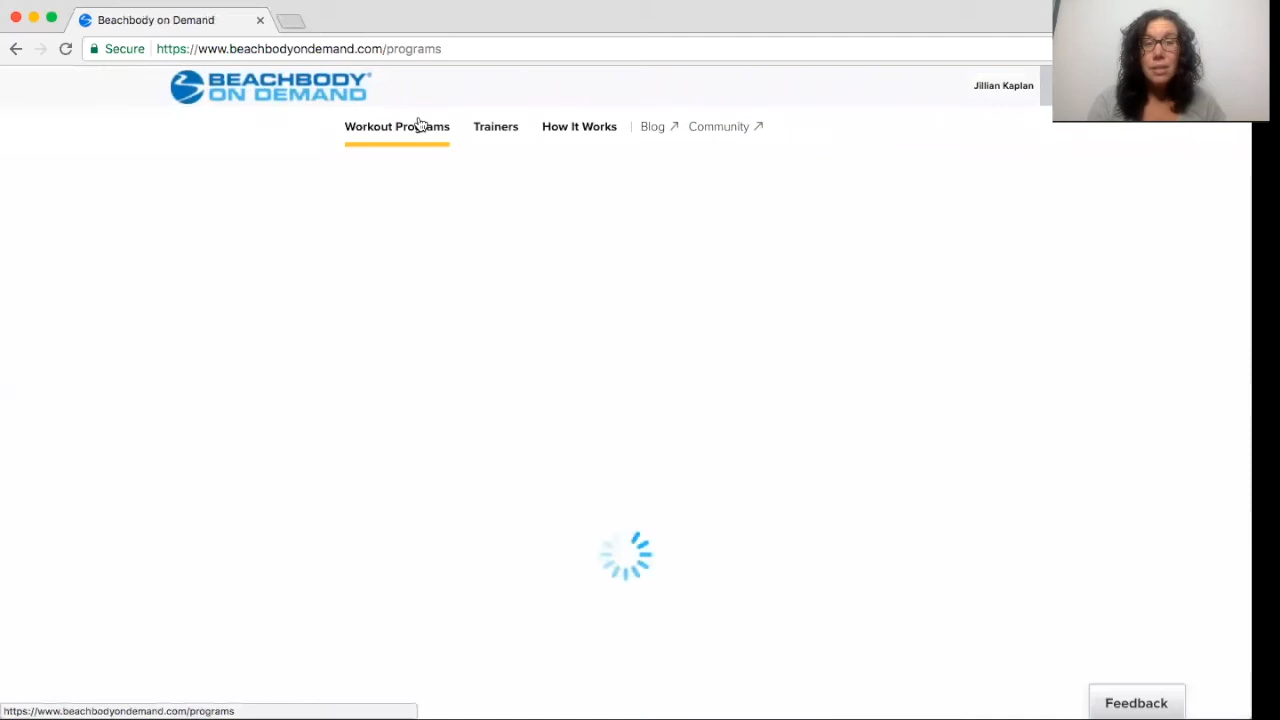 Beachbody on Demand
Secure https://www.beachbodyondemand.com/programs
BEACHBODY®
ON DEMAND
Jillian Kaplan
Workout Programs Trainers How It Works Blog Community
Feedback
https://www.beachbodyondemand.com/programs